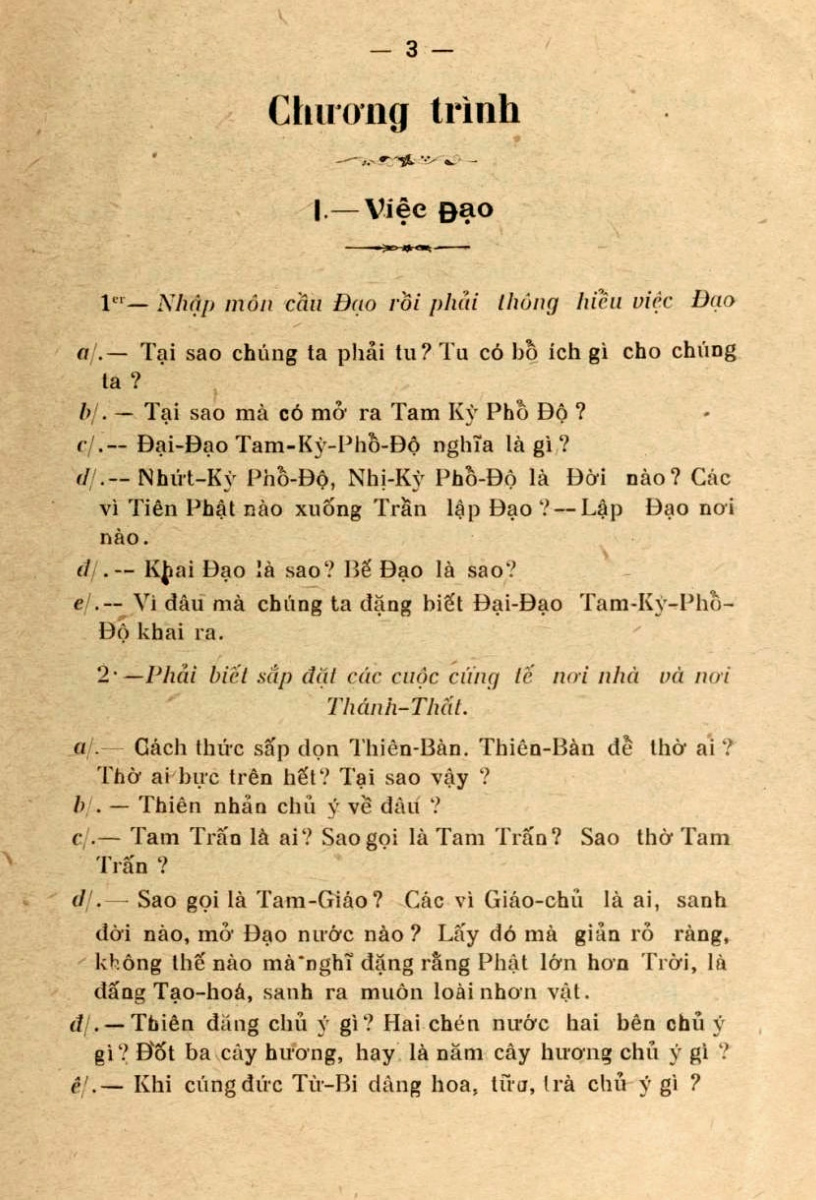 — 3 —
Chương trình
I.— Việc Đạo
1er— Nhập môn cầu Đạo rồi phải thông hiểu việc Đạo
a/.— Tại sao chúng ta phải tu? Tu có bổ ích gì cho chúng
ta ?
b/. — Tại sao mà có mở ra Tam Kỳ Phổ Độ ?
c/.-- Đại-Đạo Tam-Kỳ-Phổ-Độ nghĩa là gì ?
d/.-- Nhứt-Kỳ Phổ-Độ, Nhị-Kỳ Phổ-Độ là Đời nào? Các
vì Tiên Phật nào xuống Trần lập Đạo ?--Lập Đạo nơi
nào.
đ/.-- Khai Đạo là sao? Bế Đạo là sao?
e/.-- Vì đâu mà chúng ta đặng biết Đại-Đạo Tam-Kỳ-Phổ-
Độ khai ra.
2·—Phải biết sắp đặt các cuộc cúng tế nơi nhà và nơi
Thánh-Thất.
a/.— Cách thức sắp dọn Thiên-Bàn. Thiên-Bàn để thờ ai ?
Thờ ai bực trên hết? Tại sao vậy ?
b/. — Thiên nhản chủ ý về đâu ?
c/.— Tam Trấn là ai? Sao gọi là Tam Trấn? Sao thờ Tam
Trấn ?
d/.— Sao gọi là Tam-Giáo? Các vì Giáo-chủ là ai, sanh
đời nào, mở Đạo nước nào ? Lấy đó mà giản rỏ ràng,
không thế nào mà nghĩ đặng rằng Phật lớn hơn Trời, là
đấng Tạo-hoá, sanh ra muôn loài nhơn vật.
đ/.— Thiên đăng chủ ý gì? Hai chén nước hai bên chủ ý
gì? Đốt ba cây hương, hay là năm cây hương chủ ý gì ?
ê/.— Khi cúng đức Từ-Bi dâng hoa, tữu, trà chủ ý gì ?